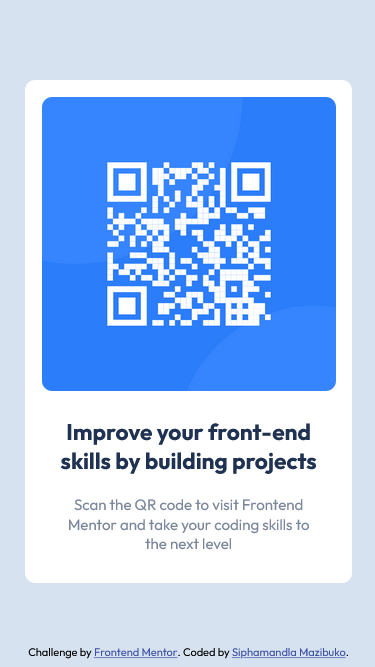 Improve your front-end
skills by building projects
Scan the QR code to visit Frontend
Mentor and take your coding skills to
the next level
Challenge by Frontend Mentor. Coded by Siphamandla Mazibuko.